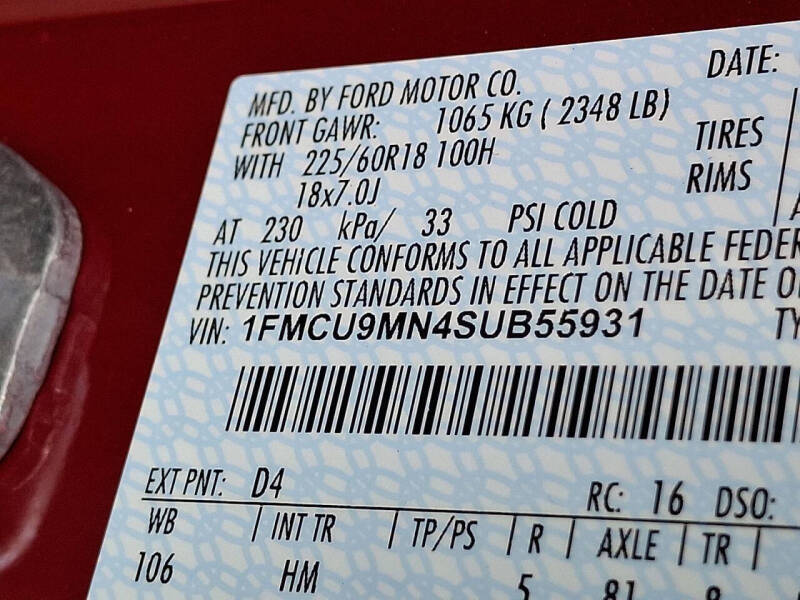 DATE:
MFD. BY FORD MOTOR CO.
FRONT GAWR: 1065 KG ( 2348 LB)
WITH 225/60R18 100H TIRES
18x7.0J RIMS
AT 230 kPa/ 33 PSI COLD
THIS VEHICLE CONFORMS TO ALL APPLICABLE FEDER
PREVENTION STANDARDS IN EFFECT ON THE DATE O
VIN: 1FMCU9MN4SUB55931 TY
EXT PNT: D4 RC: 16 DSO:
WB | INT TR | TP/PS | R | AXLE | TR |
106 HM 5 81 8